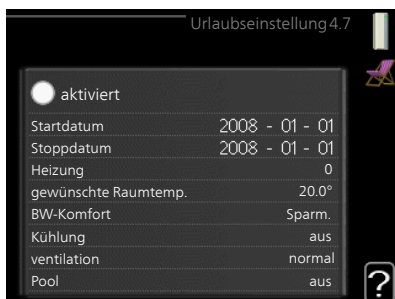 Urlaubseinstellung 4.7
aktiviert
Startdatum 2008 - 01 - 01
Stoppdatum 2008 - 01 - 01
Heizung 0
gewünschte Raumtemp. 20.0°
BW-Komfort Sparm.
Kühlung aus
ventilation normal
Pool aus
?